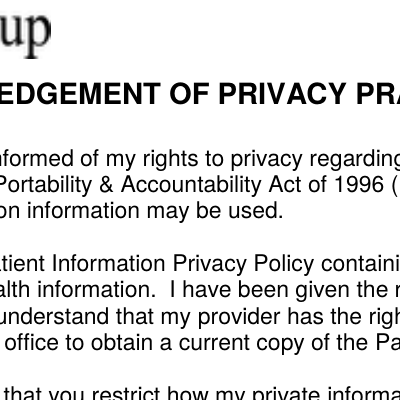 up
EDGEMENT OF PRIVACY PRA
nformed of my rights to privacy regarding
Portability & Accountability Act of 1996 (
on information may be used.
tient Information Privacy Policy containi
alth information.  I have been given the r
understand that my provider has the righ
office to obtain a current copy of the Pa
that you restrict how my private informa